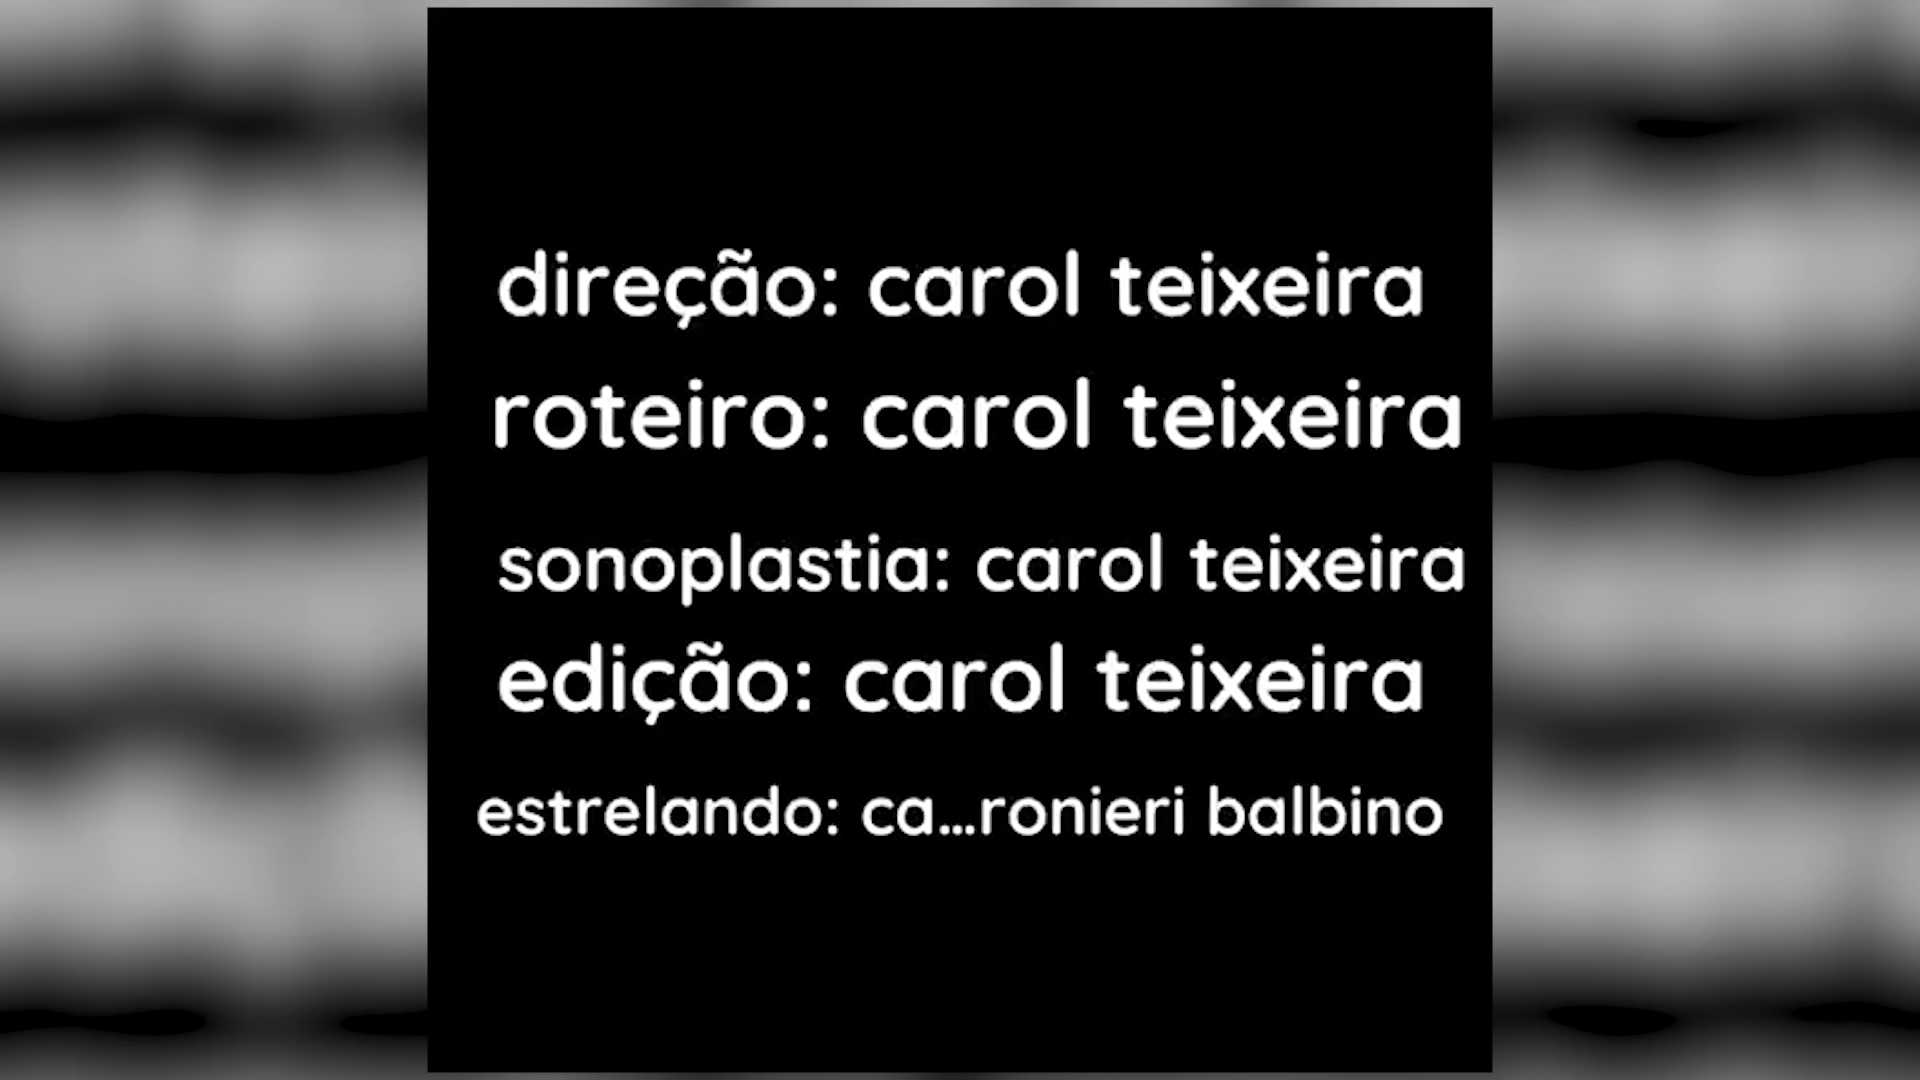 direção: carol teixeira
roteiro: carol teixeira
sonoplastia: carol teixeira
edição: carol teixeira
estrelando: ca...ronieri balbino